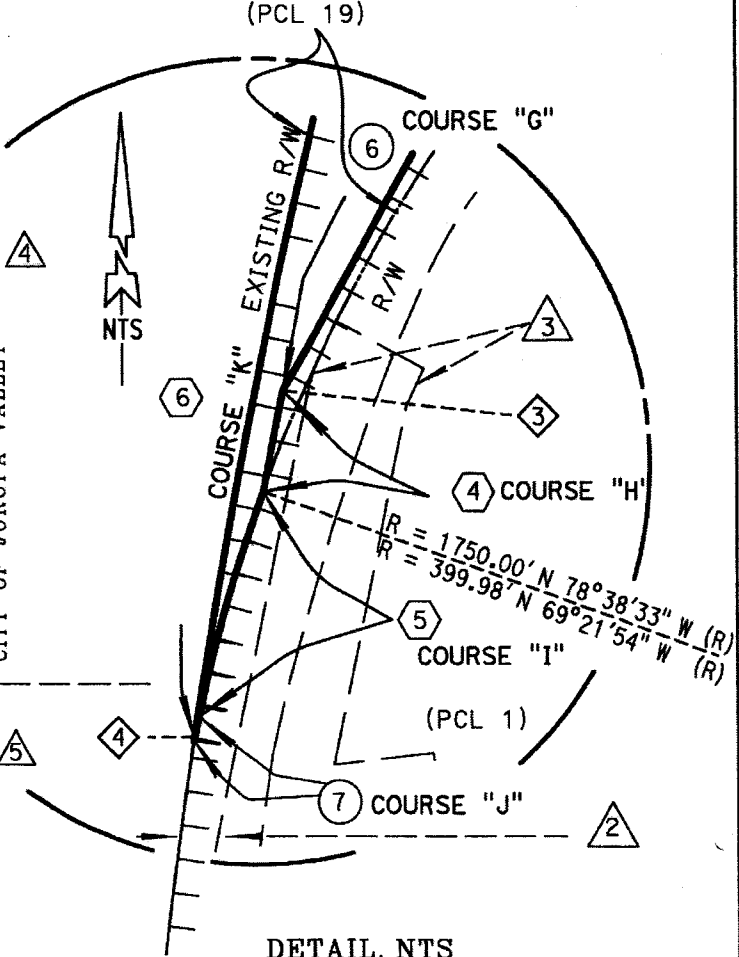 (PCL 19)
COURSE "G"
6
EXISTING R/W
R/W
4
NTS
3
6
COURSE "K"
3
4 COURSE "H"
R = 1750.00' N 78°38'33" W (R)
R = 399.98' N 69°21'54" W (R)
5
COURSE "I"
(PCL 1)
4
5
7 COURSE "J"
2
DETAIL, NTS